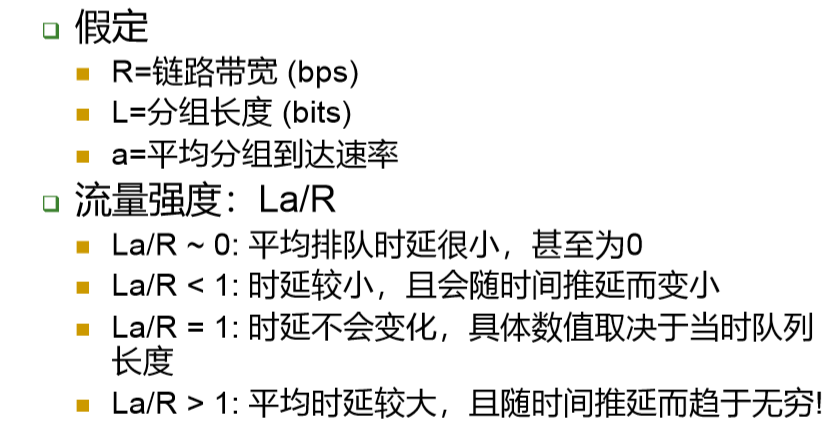 假定
R=链路带宽 (bps)
L=分组长度 (bits)
a=平均分组到达速率
流量强度：La/R
La/R ~ 0: 平均排队时延很小，甚至为0
La/R < 1: 时延较小，且会随时间推延而变小
La/R = 1: 时延不会变化，具体数值取决于当时队列
长度
La/R > 1: 平均时延较大，且随时间推延而趋于无穷!